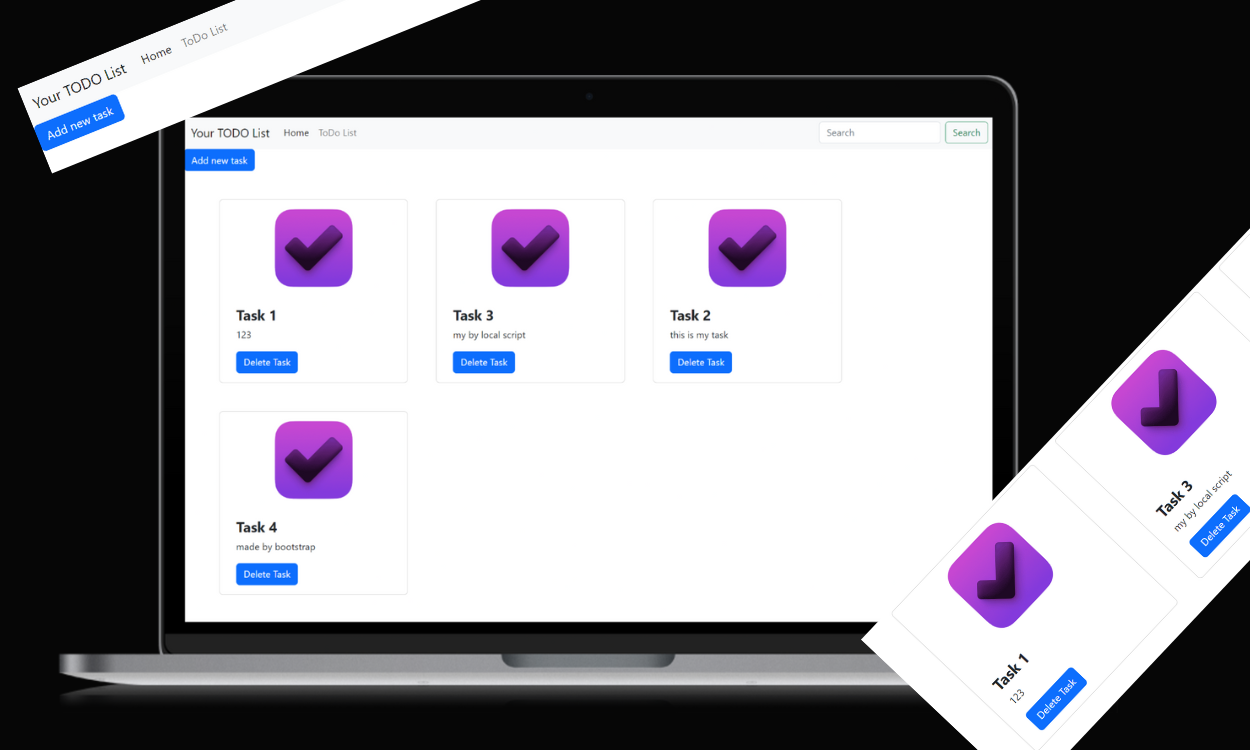 Your TODO List Home ToDo List
Add new task
Your TODO List Home ToDo List Search Search
Add new task
Task 1
123
Delete Task
Task 3
my by local script
Delete Task
Task 2
this is my task
Delete Task
Task 4
made by bootstrap
Delete Task
Task 3
my by local script
Delete Task
Task 1
123
Delete Task